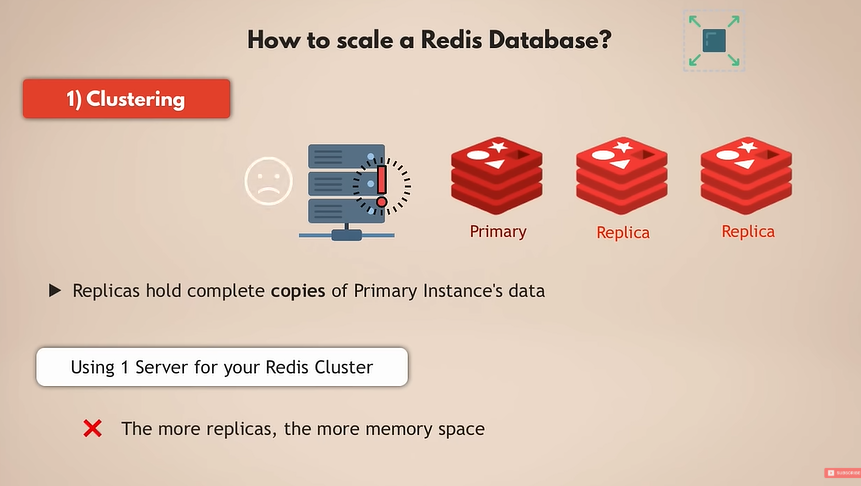 How to scale a Redis Database?
1) Clustering
Primary
Replica
Replica
Replicas hold complete copies of Primary Instance's data
Using 1 Server for your Redis Cluster
The more replicas, the more memory space